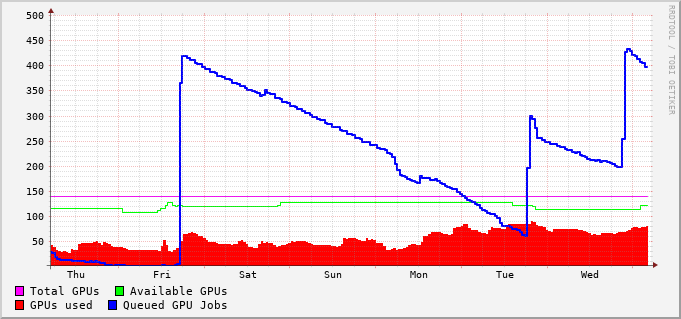 500
450
400
350
300
250
200
150
100
50
Thu Fri Sat Sun Mon Tue Wed
Total GPUs Available GPUs
GPUs used Queued GPU Jobs
RRDTOOL / TOBI OETIKER